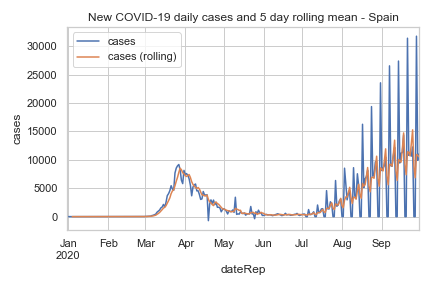 New COVID-19 daily cases and 5 day rolling mean - Spain
cases
cases (rolling)
30000
25000
20000
15000
10000
5000
0
cases
Jan Feb Mar Apr May Jun Jul Aug Sep
2020
dateRep